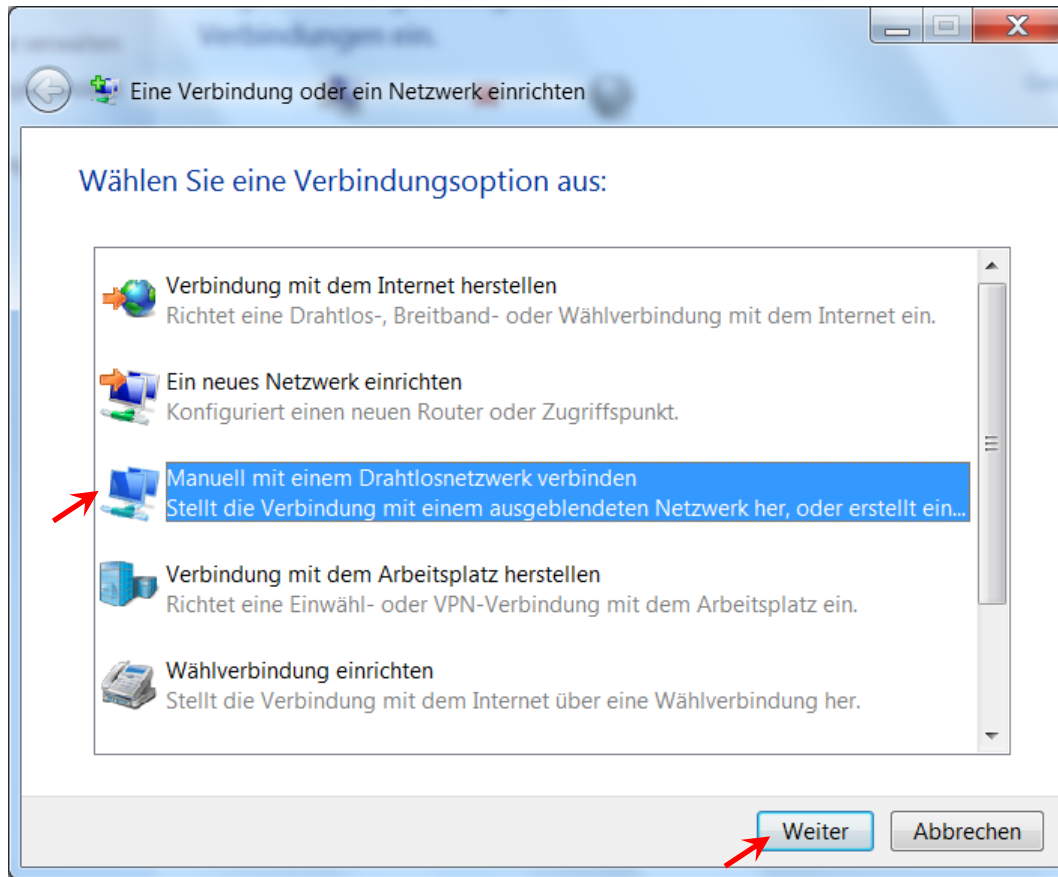 Verbindungen ein.
Eine Verbindung oder ein Netzwerk einrichten
Wählen Sie eine Verbindungsoption aus:
Verbindung mit dem Internet herstellen
Richtet eine Drahtlos-, Breitband- oder Wählverbindung mit dem Internet ein.
Ein neues Netzwerk einrichten
Konfiguriert einen neuen Router oder Zugriffspunkt.
Manuell mit einem Drahtlosnetzwerk verbinden
Stellt die Verbindung mit einem ausgeblendeten Netzwerk her, oder erstellt ein...
Verbindung mit dem Arbeitsplatz herstellen
Richtet eine Einwähl- oder VPN-Verbindung mit dem Arbeitsplatz ein.
Wählverbindung einrichten
Stellt die Verbindung mit dem Internet über eine Wählverbindung her.
Weiter
Abbrechen